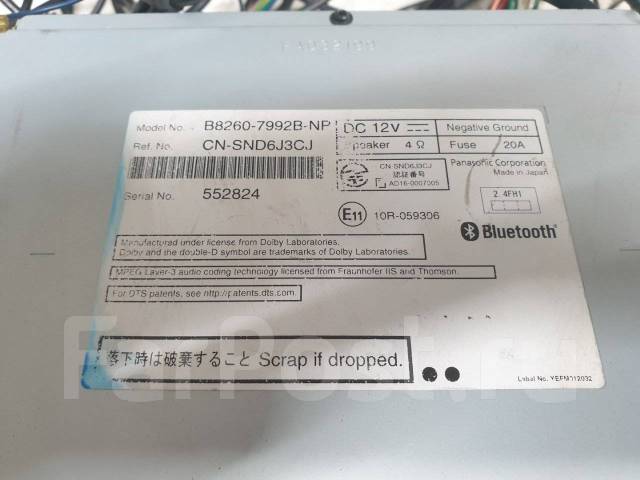 Model No. B8260-7992B-NP
Ref. No. CN-SND6J3CJ
Serial No. 552824
DC 12V
Negative Ground
Speaker 4 Ω
Fuse 20A
CN-SND6J3CJ
認証番号
AD16-0007005
Panasonic Corporation
Made in Japan
2.4FH1
E11 10R-059306
Bluetooth®
Manufactured under license from Dolby Laboratories.
Dolby and the double-D symbol are trademarks of Dolby Laboratories.
MPEG Layer-3 audio coding technology licensed from Fraunhofer IIS and Thomson.
For DTS patents, see http://patents.dts.com.
落下時は破棄すること Scrap if dropped.
Label No. YEFM012032
FarPost.ru